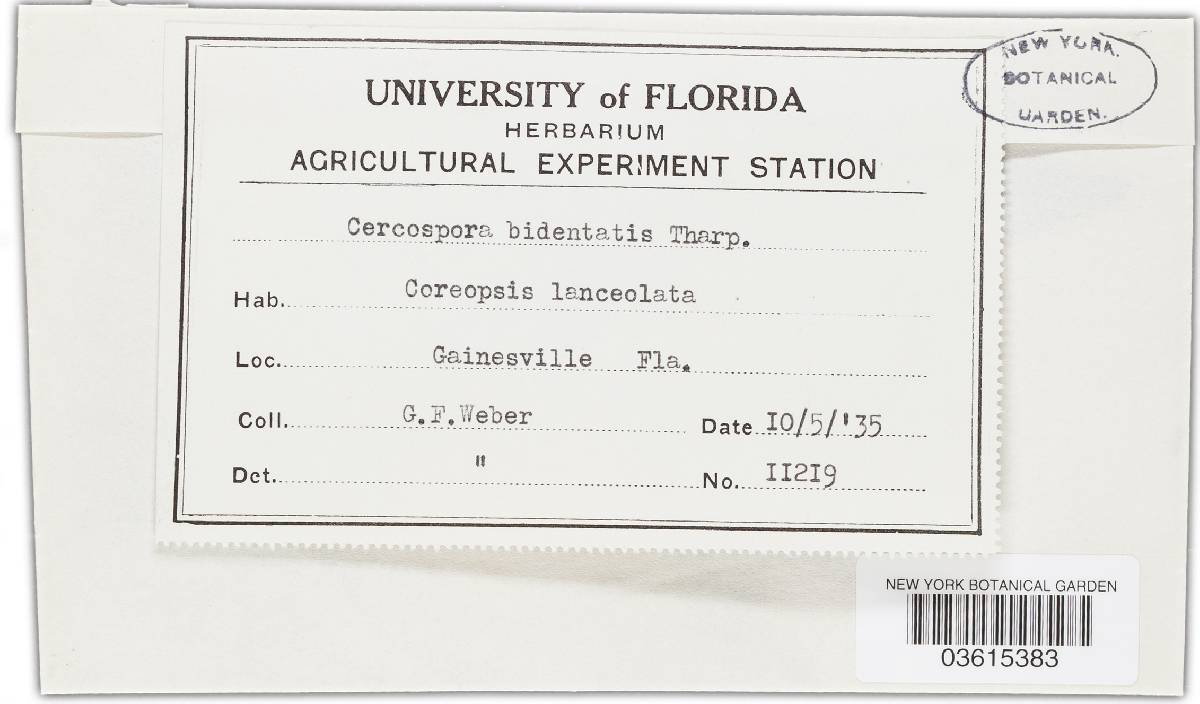 NEW YORK
BOTANICAL
GARDEN.
UNIVERSITY of FLORIDA
HERBARIUM
AGRICULTURAL EXPERIMENT STATION
Cercospora bidentatis Tharp.
Hab. Coreopsis lanceolata
Loc. Gainesville Fla.
Coll. G.F.Weber Date IO/5/'35
Det. " No. II2I9
NEW YORK BOTANICAL GARDEN
03615383